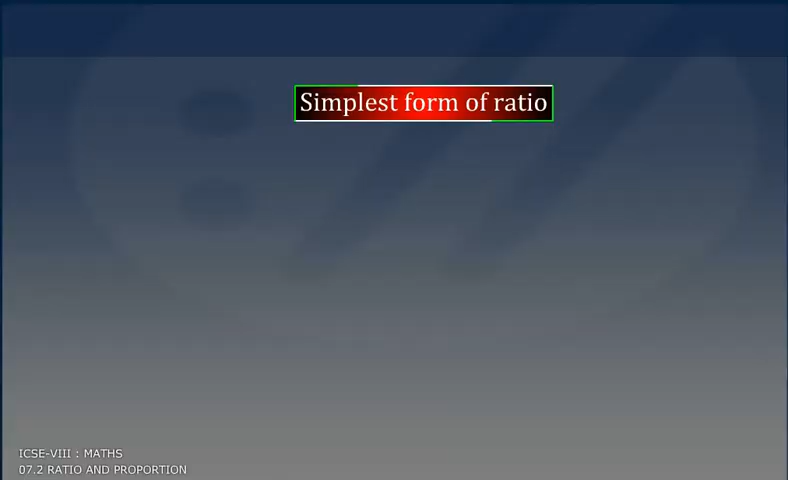 Simplest form of ratio
ICSE-VIII : MATHS
07.2 RATIO AND PROPORTION